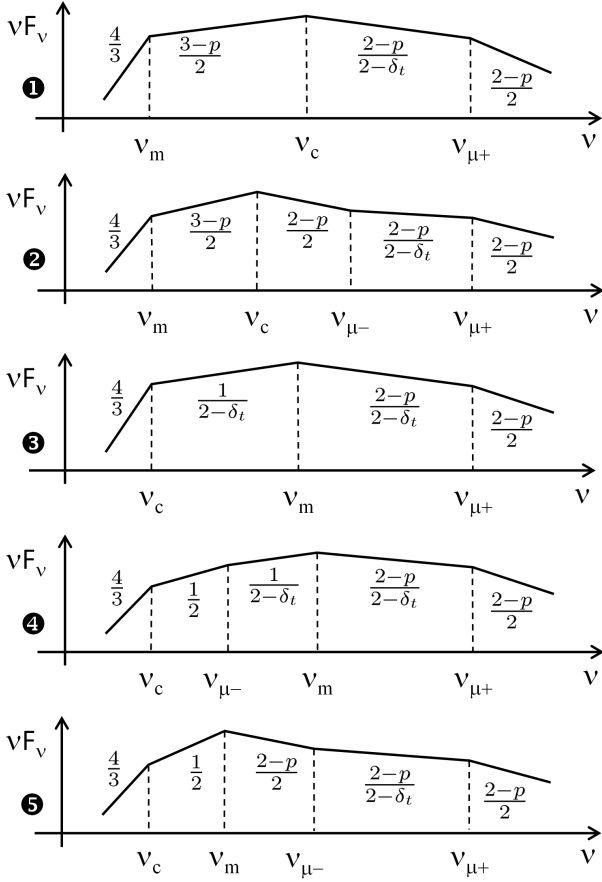 νFν
4/3
3−p/2
2−p/2−δt
2−p/2
❶
νm
νc
νμ+
ν
νFν
4/3
3−p/2
2−p/2
2−p/2−δt
2−p/2
❷
νm
νc
νμ−
νμ+
ν
νFν
4/3
1/2−δt
2−p/2−δt
2−p/2
❸
νc
νm
νμ+
ν
νFν
4/3
1/2
1/2−δt
2−p/2−δt
2−p/2
❹
νc
νμ−
νm
νμ+
ν
νFν
4/3
1/2
2−p/2
2−p/2−δt
2−p/2
❺
νc
νm
νμ−
νμ+
ν